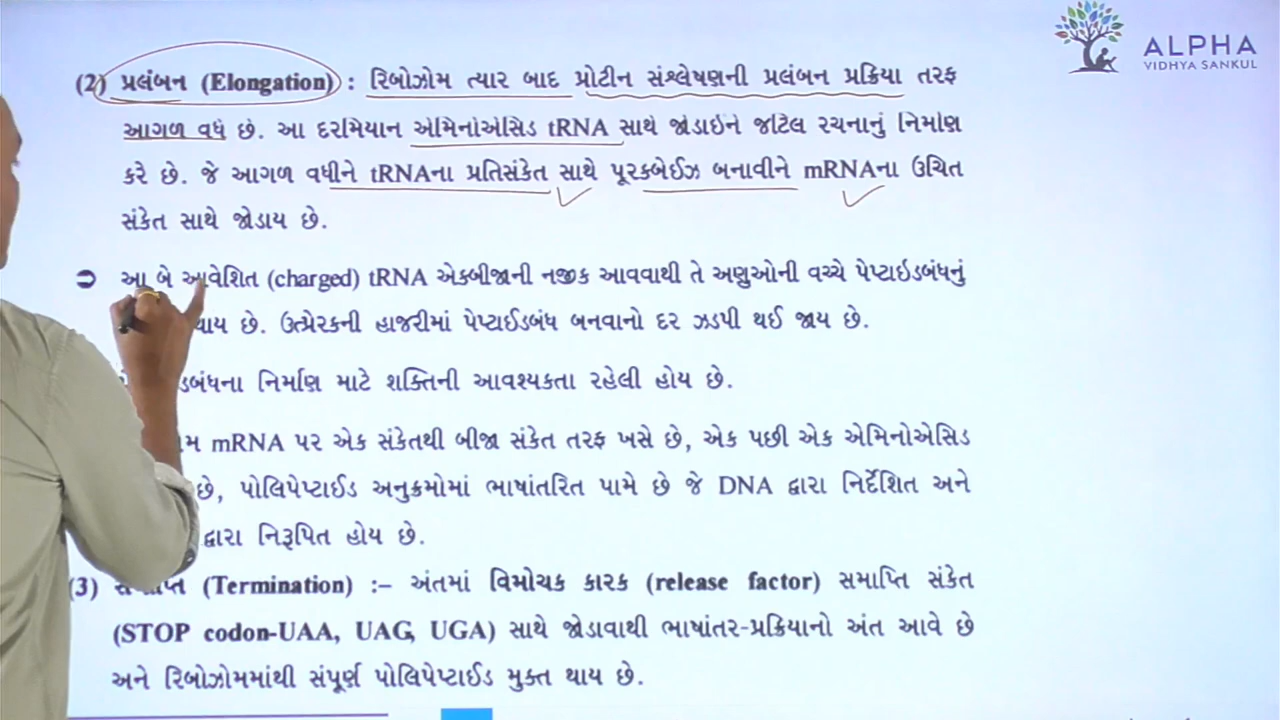 ALPHA
VIDHYA SANKUL
(2) પ્રલંબન (Elongation) : રિબોઝોમ ત્યાર બાદ પ્રોટીન સંશ્લેષણની પ્રલંબન પ્રક્રિયા તરફ
આગળ વધે છે. આ દરમિયાન એમિનોએસિડ tRNA સાથે જોડાઇને જટિલ રચનાનું નિર્માણ
કરે છે. જે આગળ વધીને tRNAના પ્રતિસંકેત સાથે પૂરકબેઈઝ બનાવીને mRNAના ઉચિત
સંકેત સાથે જોડાય છે.
➲ આ બે આવેશિત (charged) tRNA એકબીજાની નજીક આવવાથી તે અણુઓની વચ્ચે પેપ્ટાઇડબંધનું
થાય છે. ઉત્પ્રેરકની હાજરીમાં પેપ્ટાઈડબંધ બનવાનો દર ઝડપી થઈ જાય છે.
નિર્માણ માટે શક્તિની આવશ્યકતા રહેલી હોય છે.
mRNA પર એક સંકેતથી બીજા સંકેત તરફ ખસે છે, એક પછી એક એમિનોએસિડ
છે, પોલિપેપ્ટાઈડ અનુક્રમોમાં ભાષાંતરિત પામે છે જે DNA દ્વારા નિર્દેશિત અને
દ્વારા નિરૂપિત હોય છે.
(3) (Termination) :– અંતમાં વિમોચક કારક (release factor) સમાપ્તિ સંકેત
(STOP codon-UAA, UAG, UGA) સાથે જોડાવાથી ભાષાંતર-પ્રક્રિયાનો અંત આવે છે
અને રિબોઝોમમાંથી સંપૂર્ણ પોલિપેપ્ટાઈડ મુક્ત થાય છે.